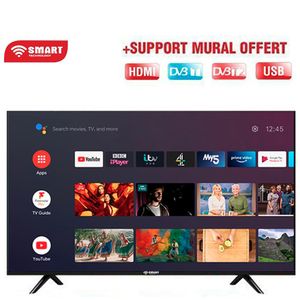 SMART
TECHNOLOGY
+SUPPORT MURAL OFFERT
HDMI DVB T DVB T2 USB
Search movies, TV, and more 12:45
Apps YouTube BBC iPlayer itv 4 My5 prime video
TV Guide
YouTube
SMART